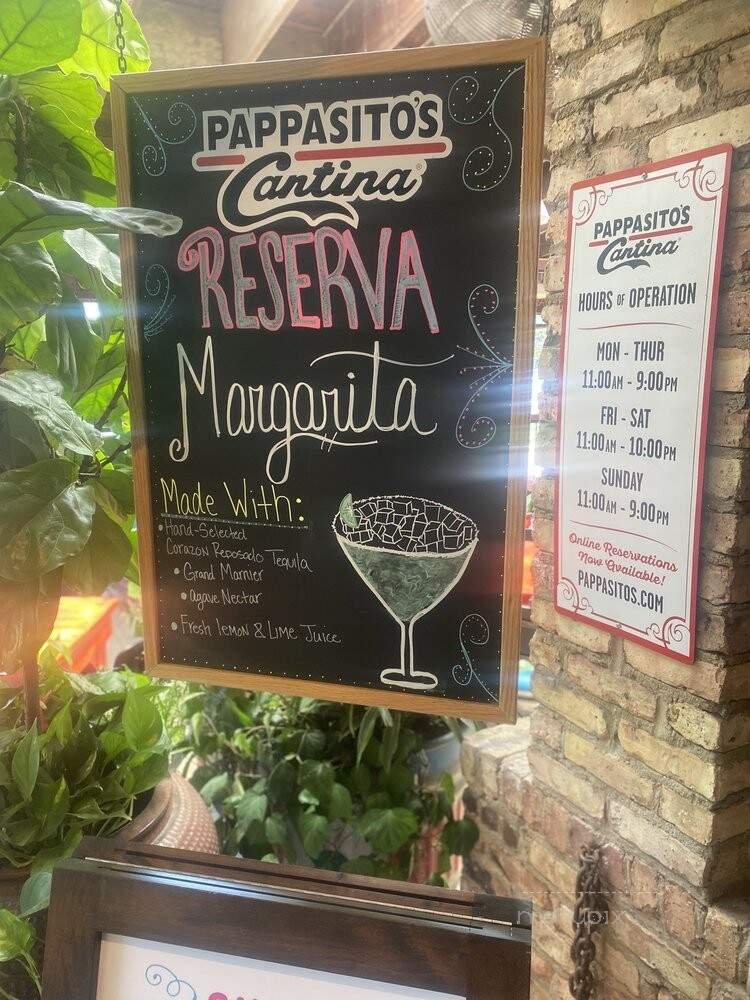 PAPPASITO'S
Cantina®
RESERVA
Margarita
Made With:
• Hand-Selected
Corazon Reposado Tequila
• Grand Marnier
• Agave Nectar
• Fresh Lemon & Lime Juice
PAPPASITO'S
Cantina
HOURS OF OPERATION
MON - THUR
11:00AM - 9:00PM
FRI - SAT
11:00AM - 10:00PM
SUNDAY
11:00AM - 9:00PM
Online Reservations
Now Available!
PAPPASITOS.COM
menupix